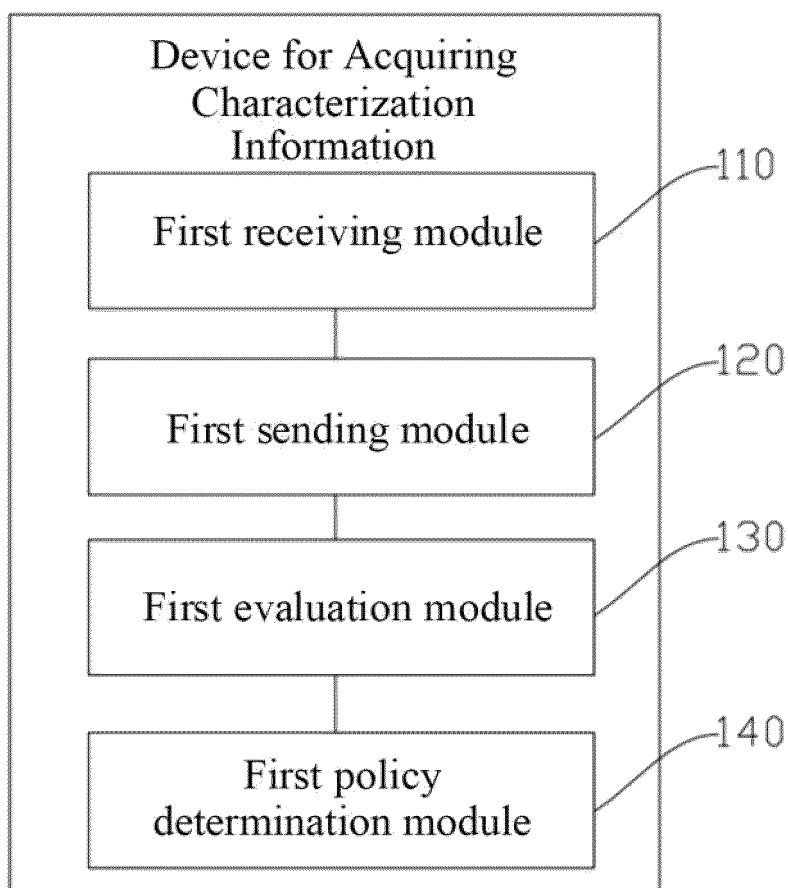 Device for Acquiring
Characterization
Information
First receiving module
110
First sending module
120
First evaluation module
130
First policy
determination module
140